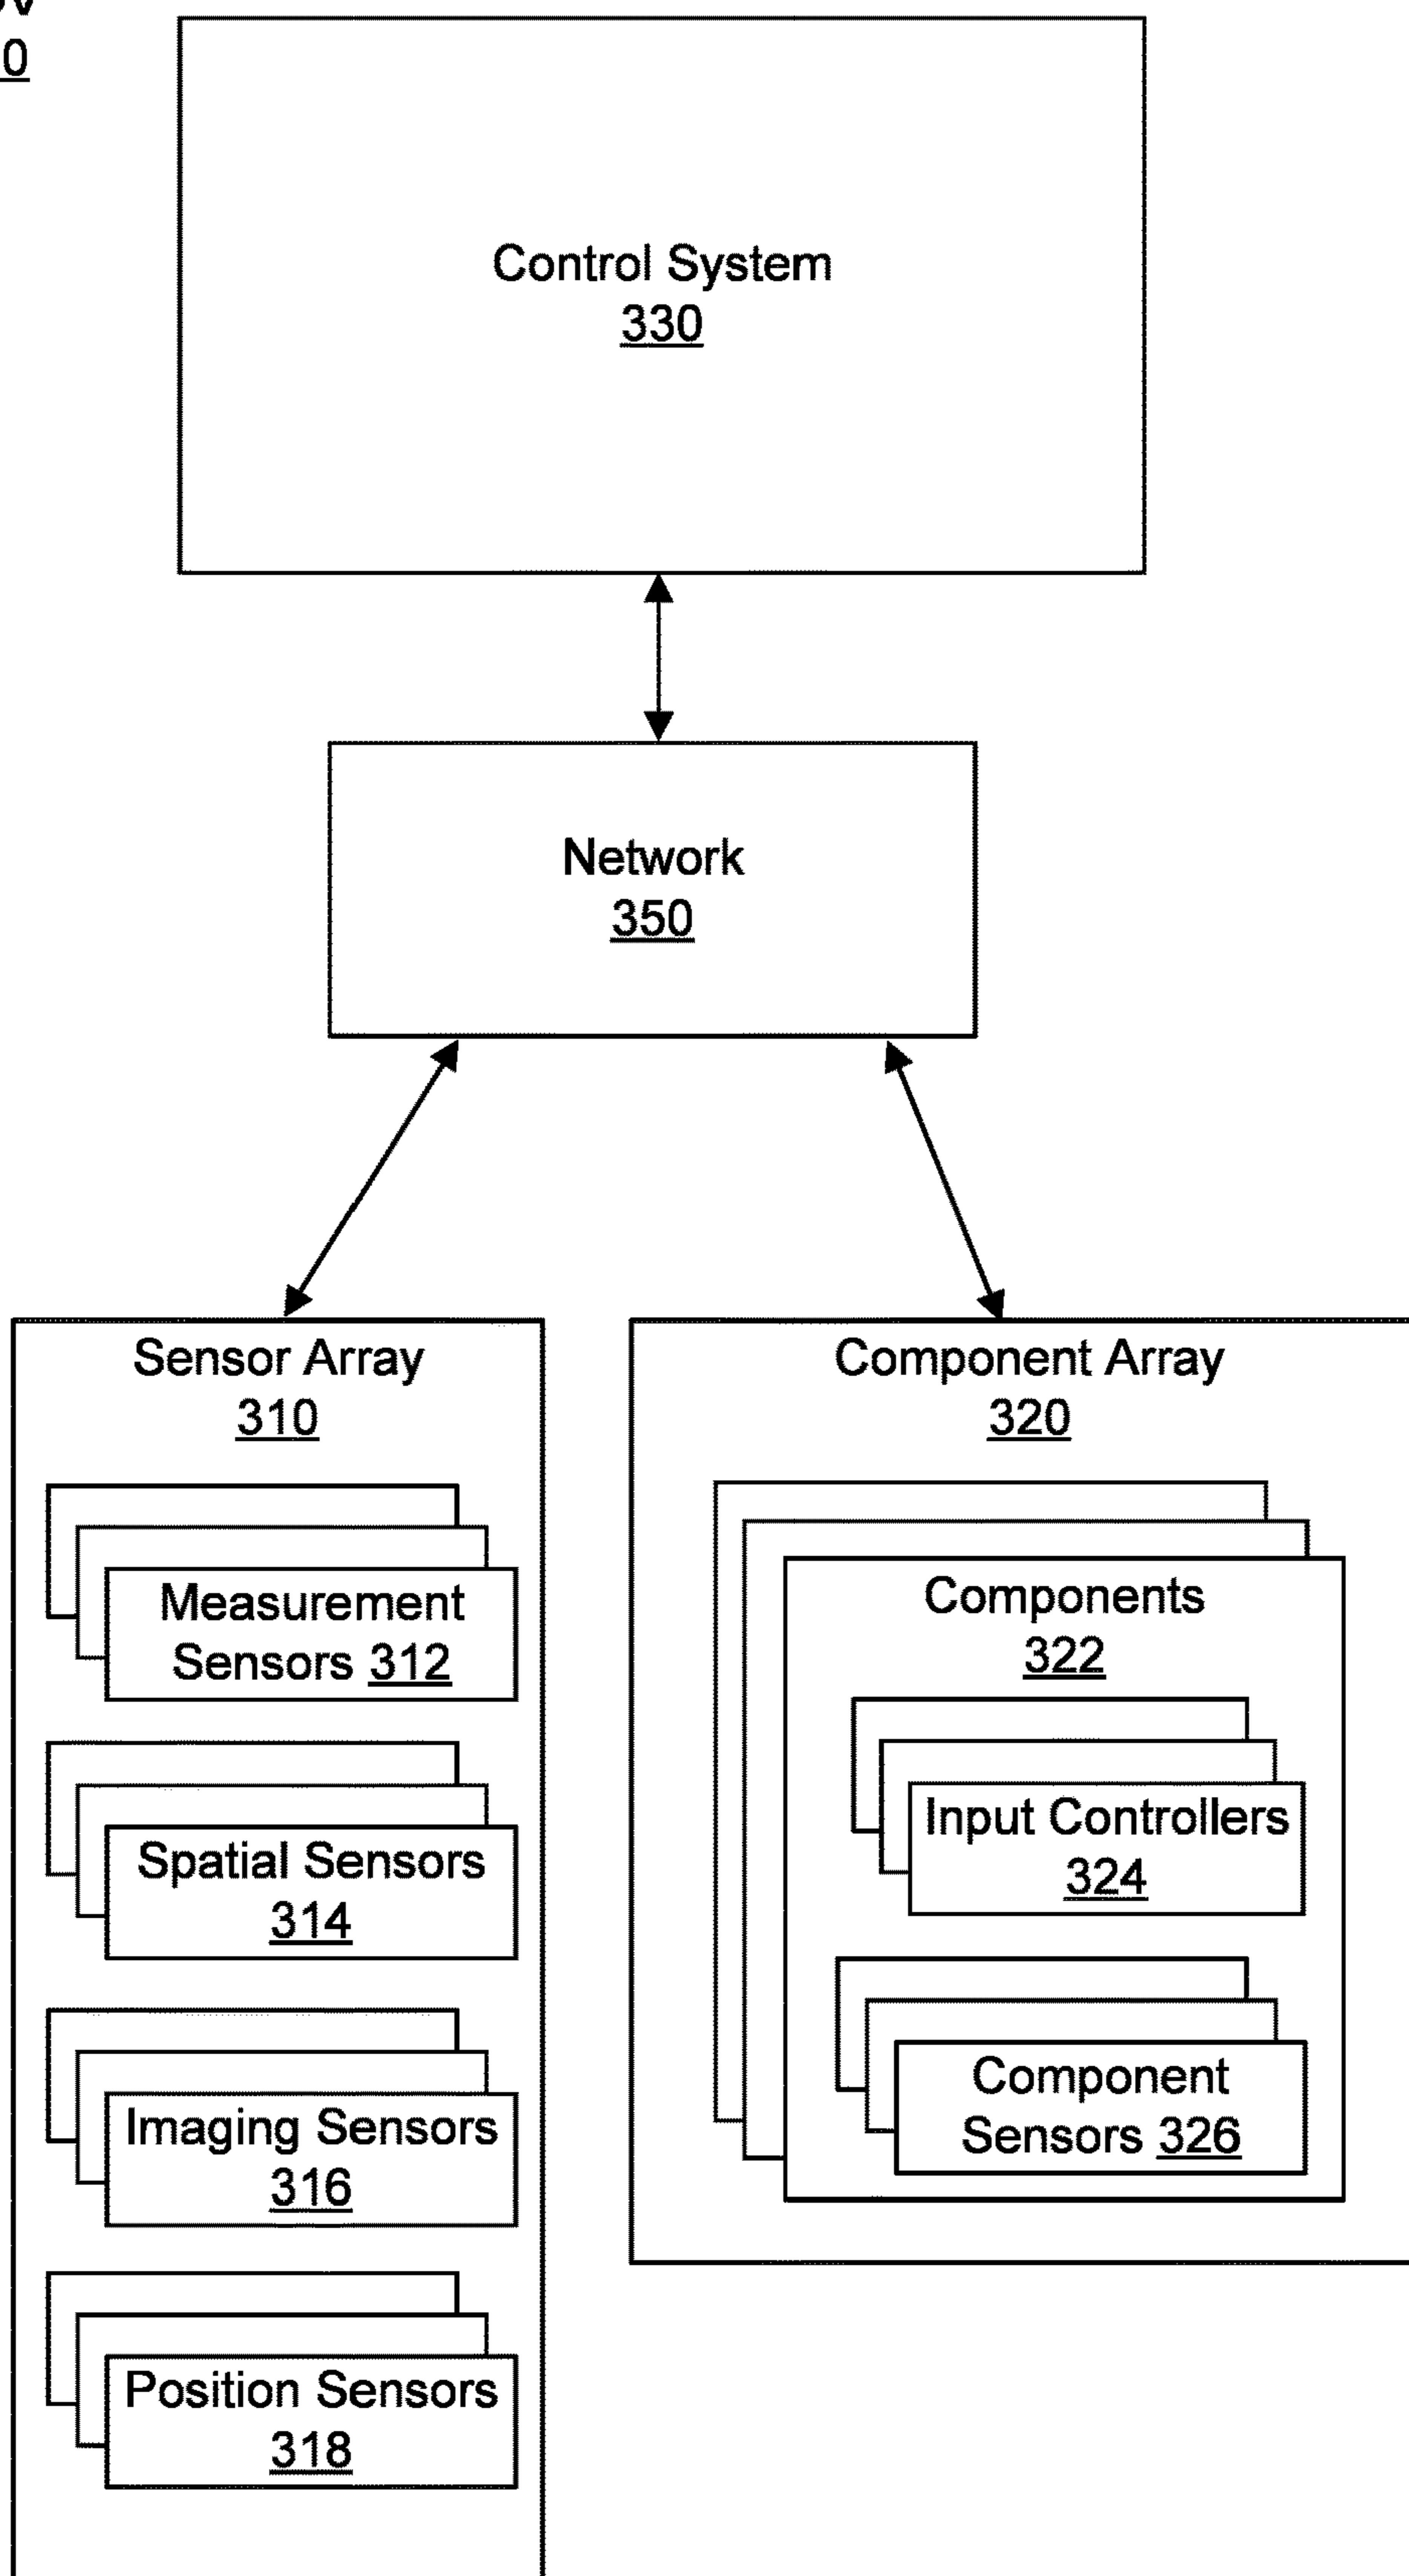 Control System
330
Network
350
Sensor Array
310
Measurement
Sensors 312
Spatial Sensors
314
Imaging Sensors
316
Position Sensors
318
Component Array
320
Components
322
Input Controllers
324
Component
Sensors 326